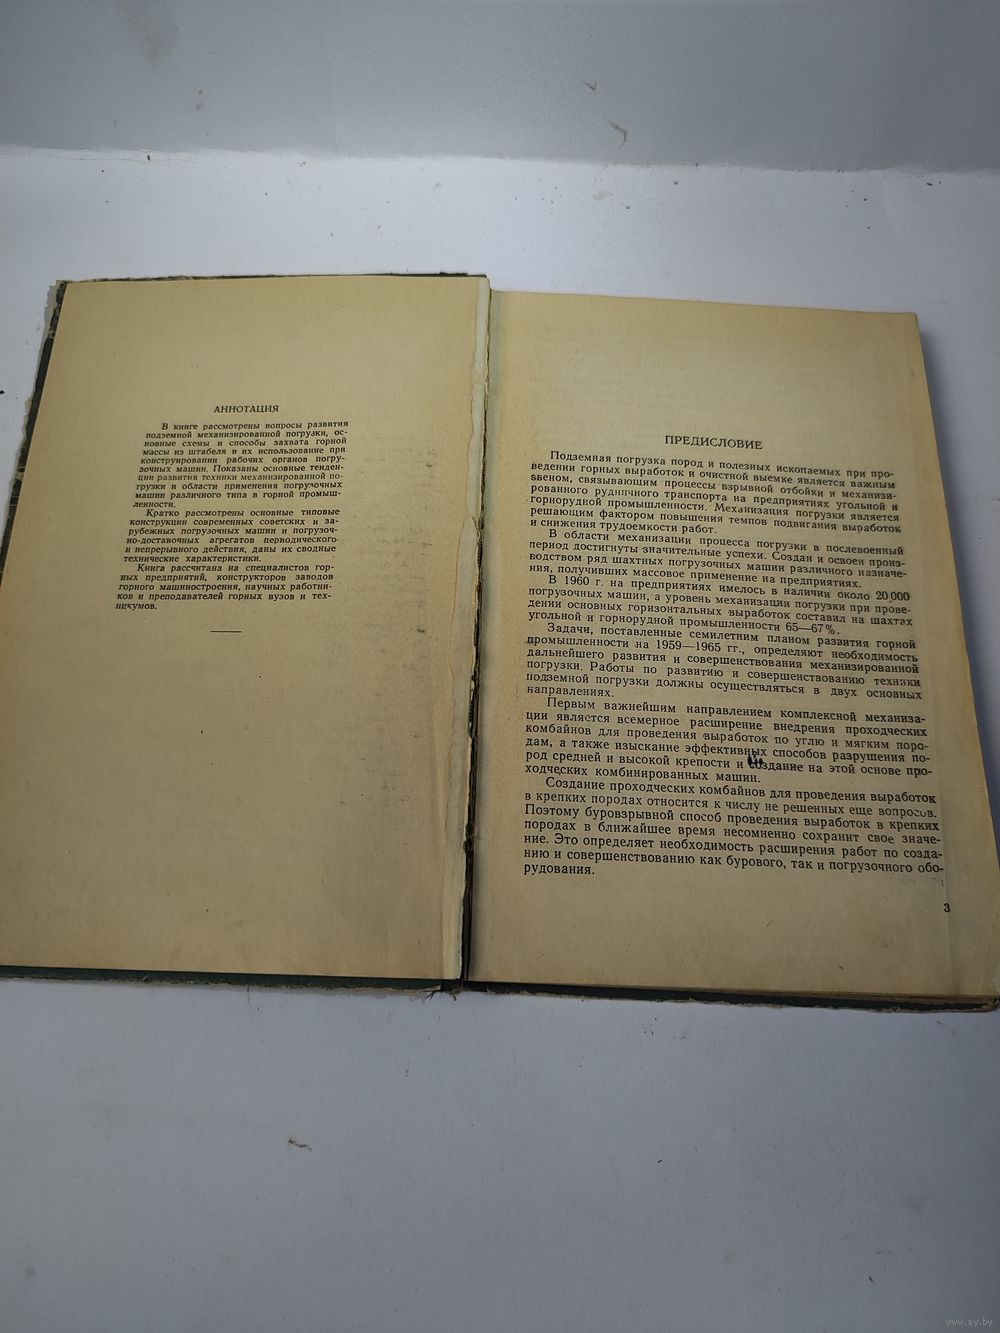 АННОТАЦИЯ
В книге рассмотрены вопросы развития
подземной механизированной погрузки, ос-
новные схемы и способы захвата горной
массы из штабеля и их использование при
конструировании рабочих органов погру-
зочных машин. Показаны основные тенден-
ции развития техники механизированной по-
грузки и области применения погрузочных
машин различного типа в горной промыш-
ленности.
Кратко рассмотрены основные типовые
конструкции современных советских и за-
рубежных погрузочных машин и погрузоч-
но-доставочных агрегатов периодического
и непрерывного действия, даны их сводные
технические характеристики.
Книга рассчитана на специалистов гор-
ных предприятий, конструкторов заводов
горного машиностроения, научных работни-
ков и преподавателей горных вузов и тех-
никумов.
ПРЕДИСЛОВИЕ
Подземная погрузка пород и полезных ископаемых при про-
ведении горных выработок и очистной выемке является важным
звеном, связывающим процессы взрывной отбойки и механизи-
рованного рудничного транспорта на предприятиях угольной и
горнорудной промышленности. Механизация погрузки является
решающим фактором повышения темпов подвигания выработок
и снижения трудоемкости работ.
В области механизации процесса погрузки в послевоенный
период достигнуты значительные успехи. Создан и освоен произ-
водством ряд шахтных погрузочных машин различного назначе-
ния, получивших массовое применение на предприятиях.
В 1960 г. на предприятиях имелось в наличии около 20 000
погрузочных машин, а уровень механизации погрузки при прове-
дении основных горизонтальных выработок составил на шахтах
угольной и горнорудной промышленности 65—67%.
Задачи, поставленные семилетним планом развития горной
промышленности на 1959—1965 гг., определяют необходимость
дальнейшего развития и совершенствования механизированной
погрузки. Работы по развитию и совершенствованию техники
подземной погрузки должны осуществляться в двух основных
направлениях.
Первым важнейшим направлением комплексной механиза-
ции является всемерное расширение внедрения проходческих
комбайнов для проведения выработок по углю и мягким поро-
дам, а также изыскание эффективных способов разрушения по-
род средней и высокой крепости и создание на этой основе про-
ходческих комбинированных машин.
Создание проходческих комбайнов для проведения выработок
в крепких породах относится к числу не решенных еще вопросов.
Поэтому буровзрывной способ проведения выработок в крепких
породах в ближайшее время несомненно сохранит свое значе-
ние. Это определяет необходимость расширения работ по созда-
нию и совершенствованию как бурового, так и погрузочного обо-
рудования.
3
www.ay.by